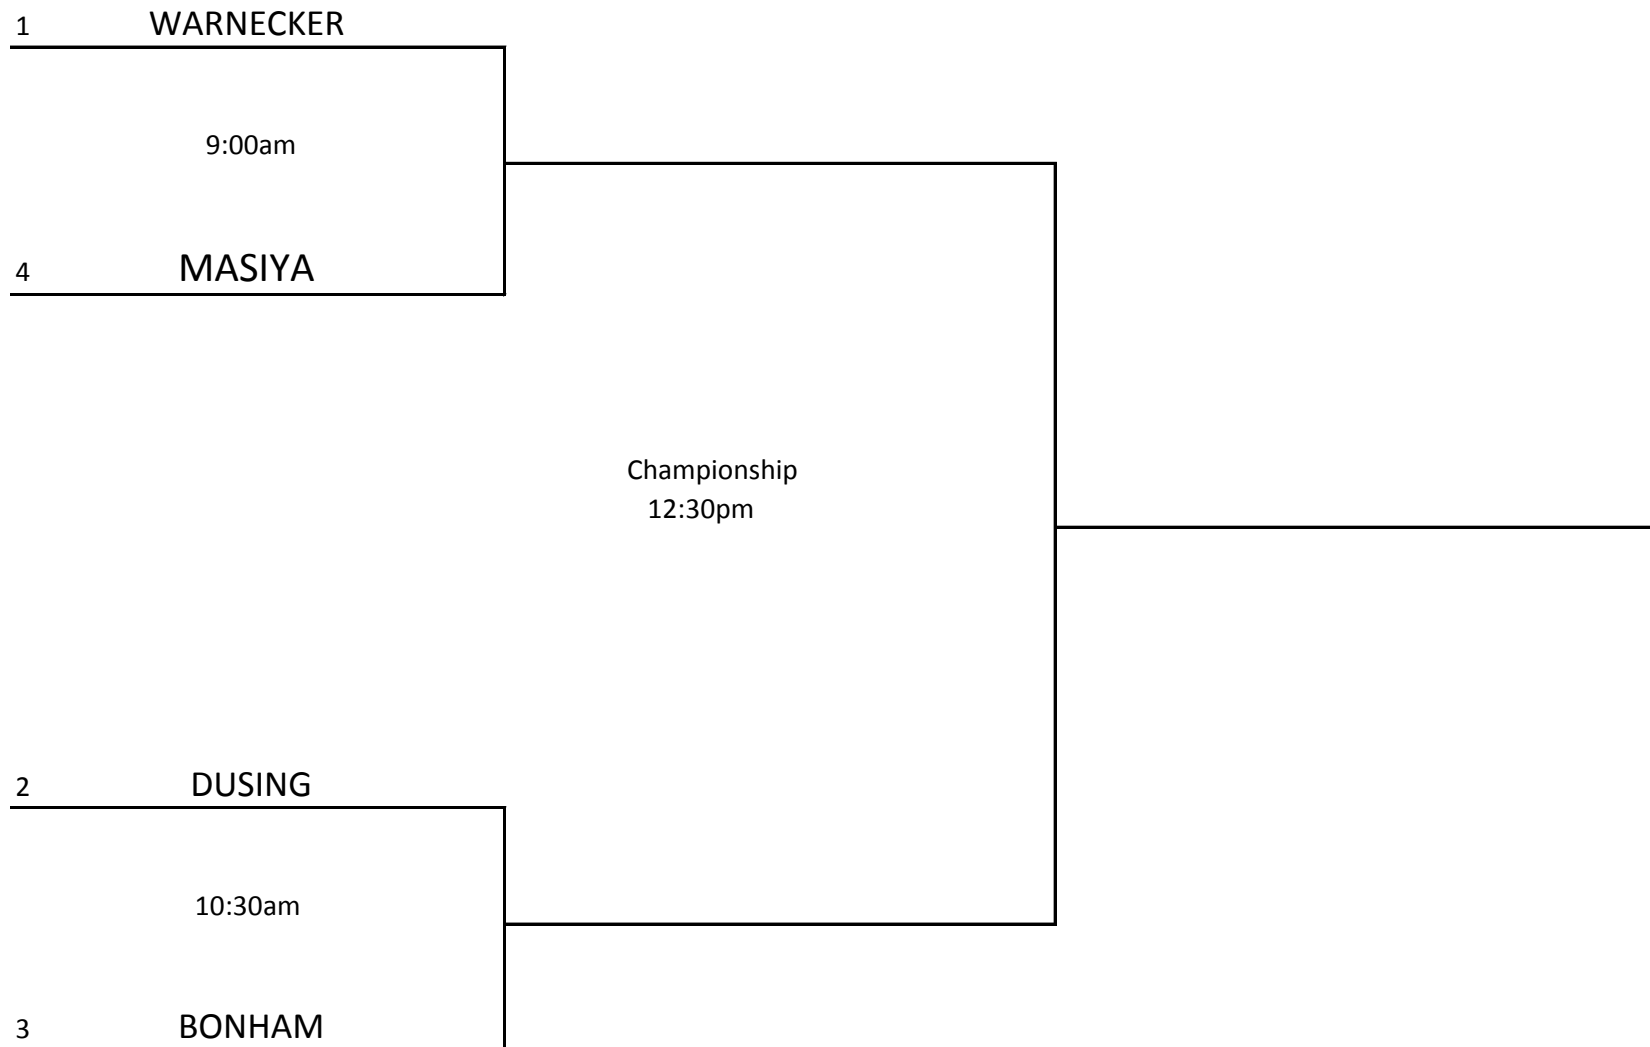 1 WARNECKER
9:00am
4 MASIYA
Championship
12:30pm
2 DUSING
10:30am
3 BONHAM